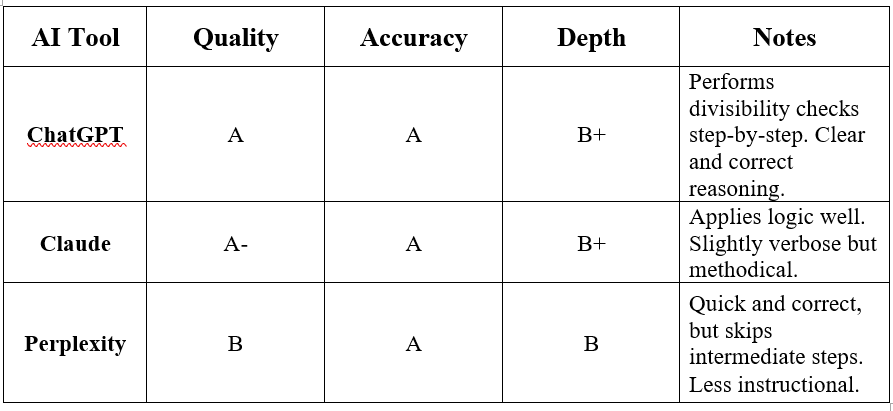 AI Tool Quality Accuracy Depth Notes
ChatGPT A A B+ Performs
divisibility checks
step-by-step. Clear
and correct
reasoning.
Claude A- A B+ Applies logic well.
Slightly verbose but
methodical.
Perplexity B A B Quick and correct,
but skips
intermediate steps.
Less instructional.